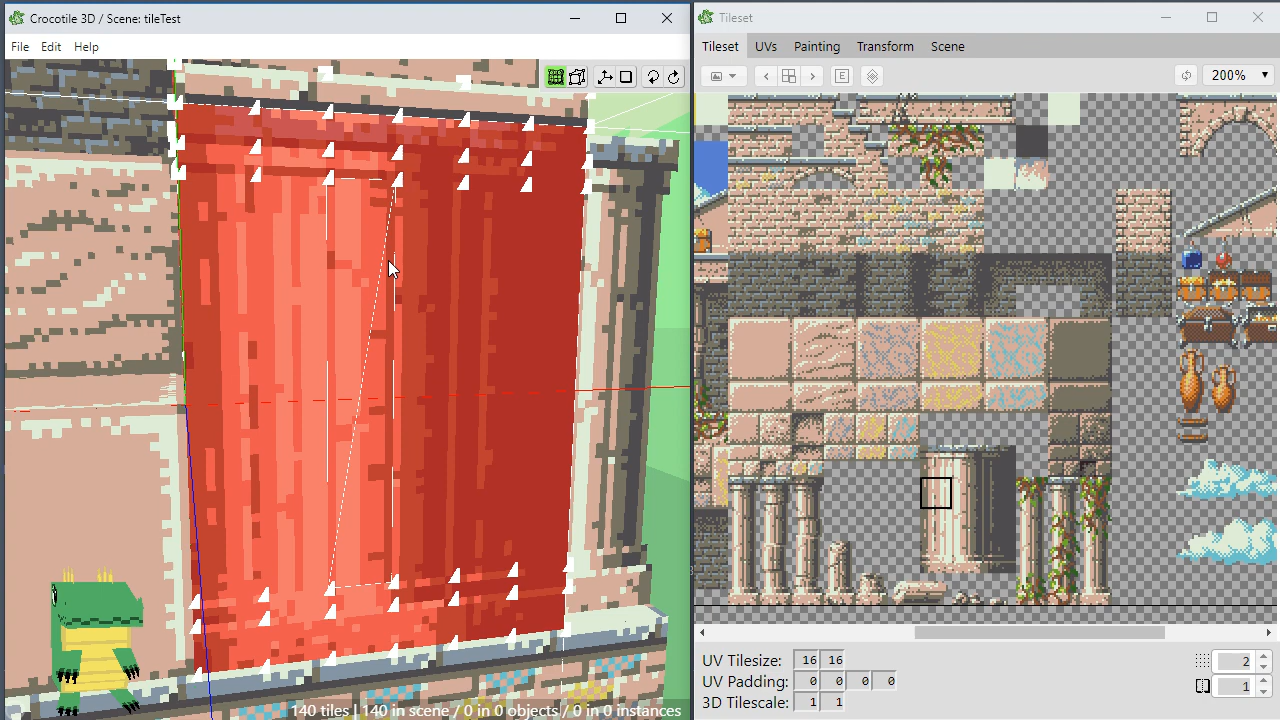 Crocotile 3D / Scene: tileTest
File Edit Help
140 tiles | 140 in scene / 0 in 0 objects / 0 in 0 instances
Tileset
Tileset UVs Painting Transform Scene
E 200%
UV Tilesize: 16 16
UV Padding: 0 0 0 0
3D Tilescale: 1 1
2
1